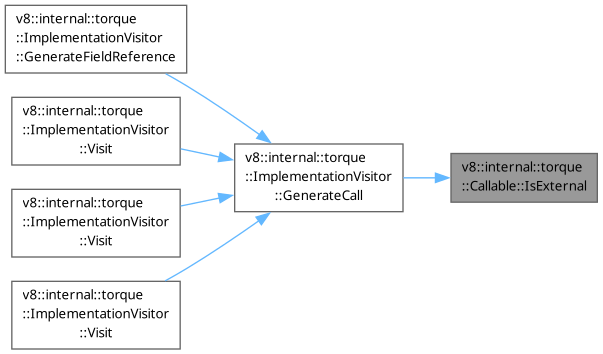 v8::internal::torque
::ImplementationVisitor
::GenerateFieldReference
v8::internal::torque
::ImplementationVisitor
::Visit
v8::internal::torque
::ImplementationVisitor
::Visit
v8::internal::torque
::ImplementationVisitor
::Visit
v8::internal::torque
::ImplementationVisitor
::GenerateCall
v8::internal::torque
::Callable::IsExternal